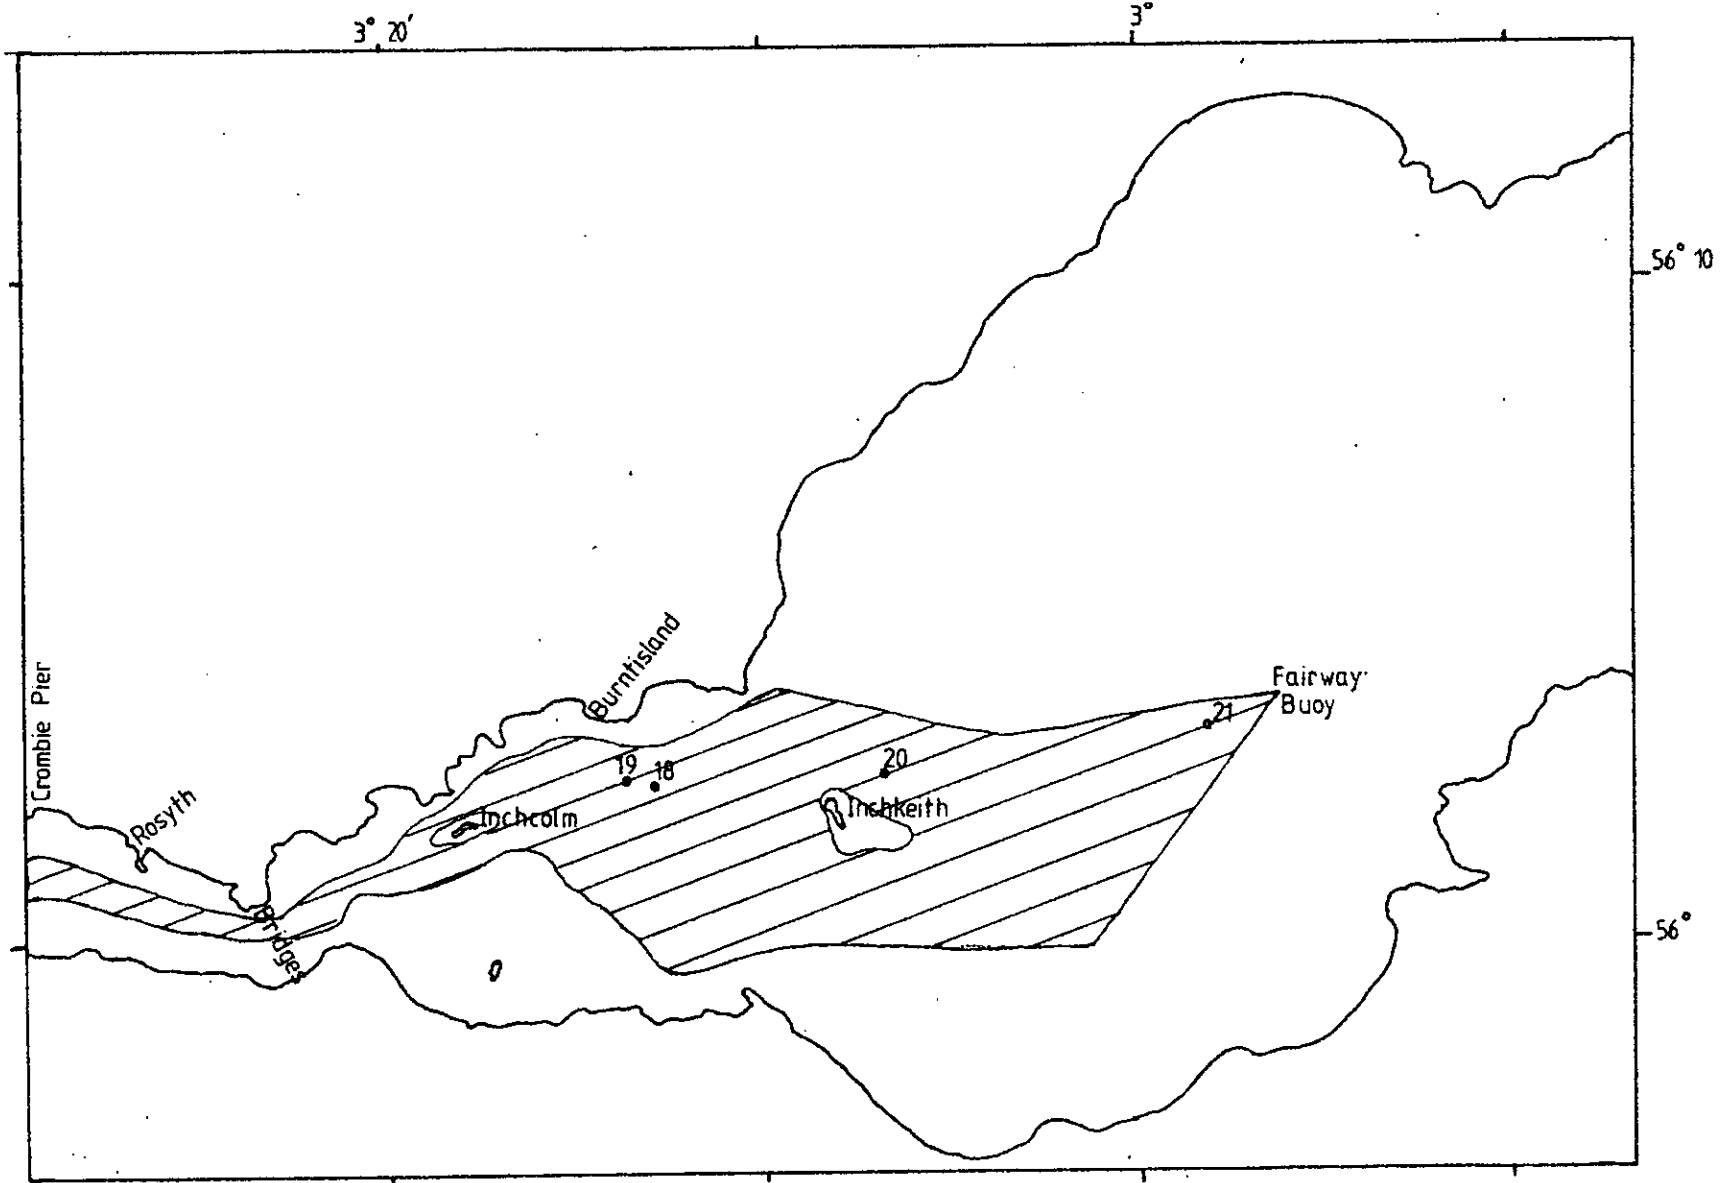 3° 20′
3°
56° 10
Burntisland
Crombie Pier
Fairway
Buoy
21
20
19
18
Rosyth
Inchkeith
Inchcolm
Bridges
56°